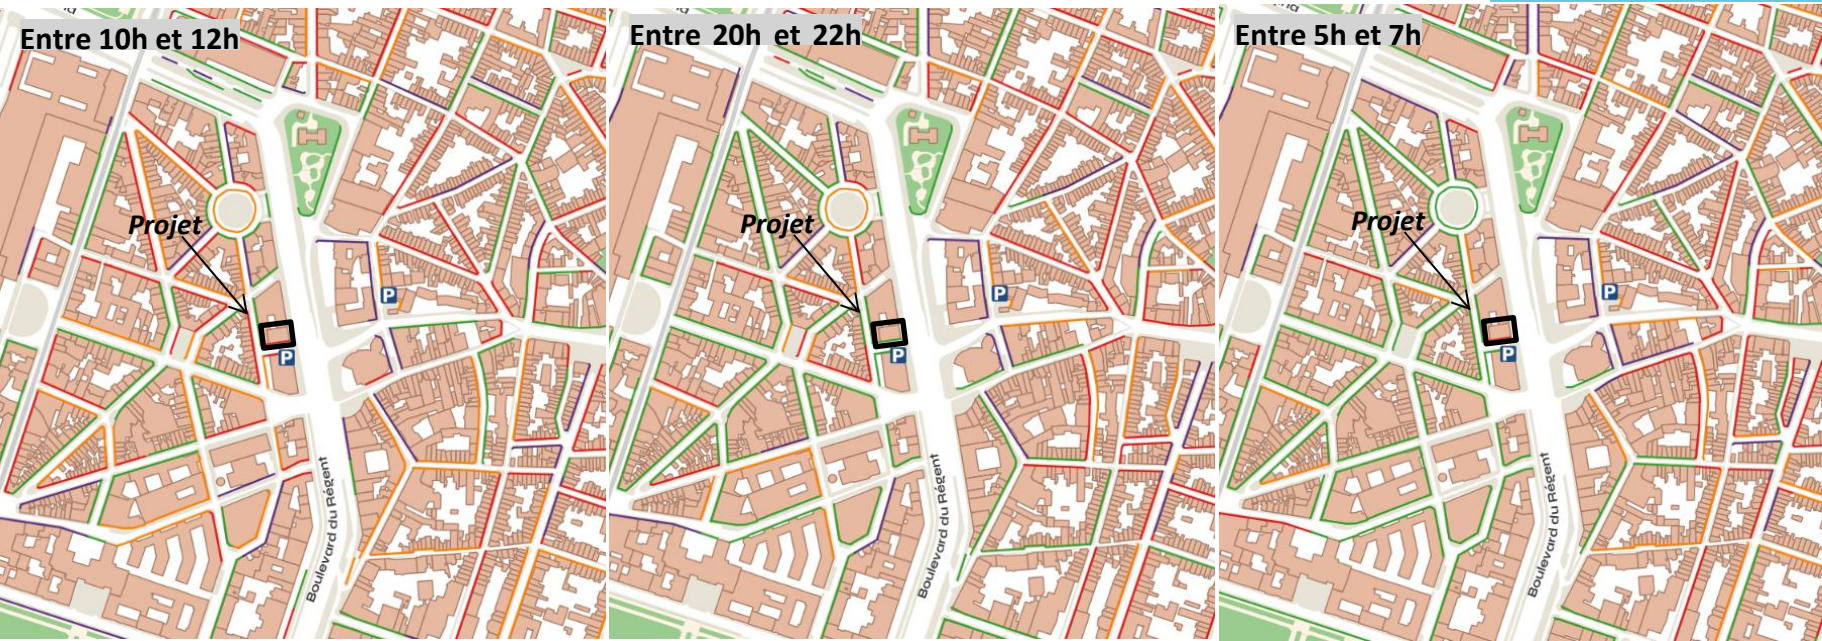 Entre 10h et 12h
Projet
P
P
Boulevard du Régent
Entre 20h et 22h
Projet
P
P
Boulevard du Régent
Entre 5h et 7h
Projet
P
P
Boulevard du Régent